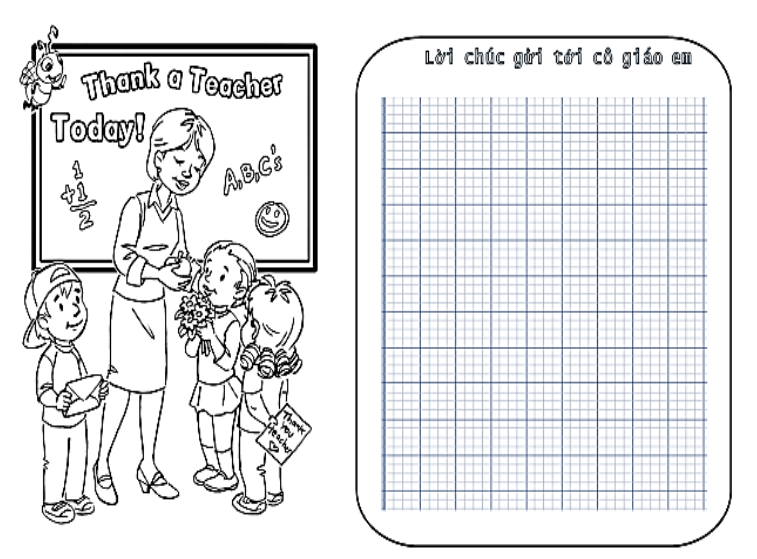 Thank a Teacher
Today!
1
+1
2
A,B,C's
Thank
you
teacher
Lời chúc gửi tới cô giáo em